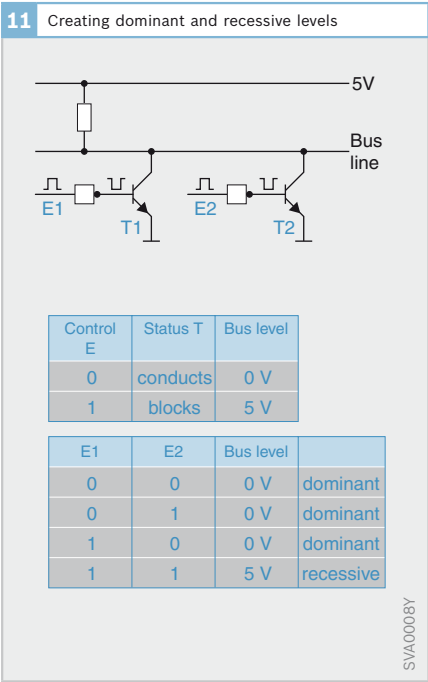 11 Creating dominant and recessive levels
5V
Bus
line
E1
T1
E2
T2
Control E Status T Bus level
0 conducts 0 V
1 blocks 5 V
E1 E2 Bus level
0 0 0 V dominant
0 1 0 V dominant
1 0 0 V dominant
1 1 5 V recessive
SVA0008Y